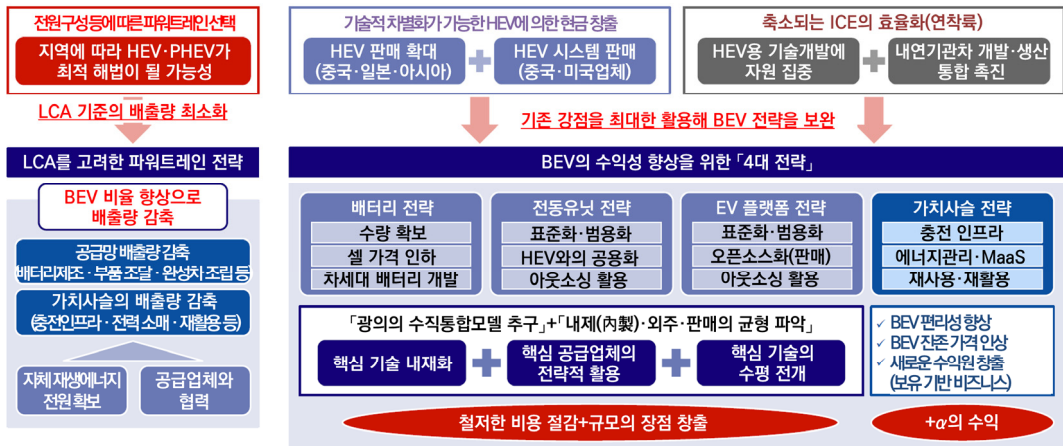 전원구성 등에 따른 파워트레인 선택
지역에 따라 HEV·PHEV가
최적 해법이 될 가능성
LCA 기준의 배출량 최소화
LCA를 고려한 파워트레인 전략
BEV 비율 향상으로
배출량 감축
공급망 배출량 감축
(배터리제조·부품 조달·완성차 조립 등)
가치사슬의 배출량 감축
(충전인프라·전력 소매·재활용 등)
자체 재생에너지
전원 확보
공급업체와
협력
기술적 차별화가 가능한 HEV에 의한 현금 창출
HEV 판매 확대
(중국·일본·아시아)
HEV 시스템 판매
(중국·미국업체)
축소되는 ICE의 효율화(연착륙)
HEV용 기술개발에
자원 집중
내연기관차 개발·생산
통합 촉진
기존 강점을 최대한 활용해 BEV 전략을 보완
BEV의 수익성 향상을 위한 「4대 전략」
배터리 전략
수량 확보
셀 가격 인하
차세대 배터리 개발
전동유닛 전략
표준화·범용화
HEV와의 공용화
아웃소싱 활용
EV 플랫폼 전략
표준화·범용화
오픈소스화(판매)
아웃소싱 활용
가치사슬 전략
충전 인프라
에너지관리·MaaS
재사용·재활용
「광의의 수직통합모델 추구」+「내제(內製)·외주·판매의 균형 파악」
핵심 기술 내재화
핵심 공급업체의
전략적 활용
핵심 기술의
수평 전개
✓ BEV 편리성 향상
✓ BEV 잔존 가격 인상
✓ 새로운 수익원 창출
(보유 기반 비즈니스)
철저한 비용 절감+규모의 장점 창출
+α의 수익